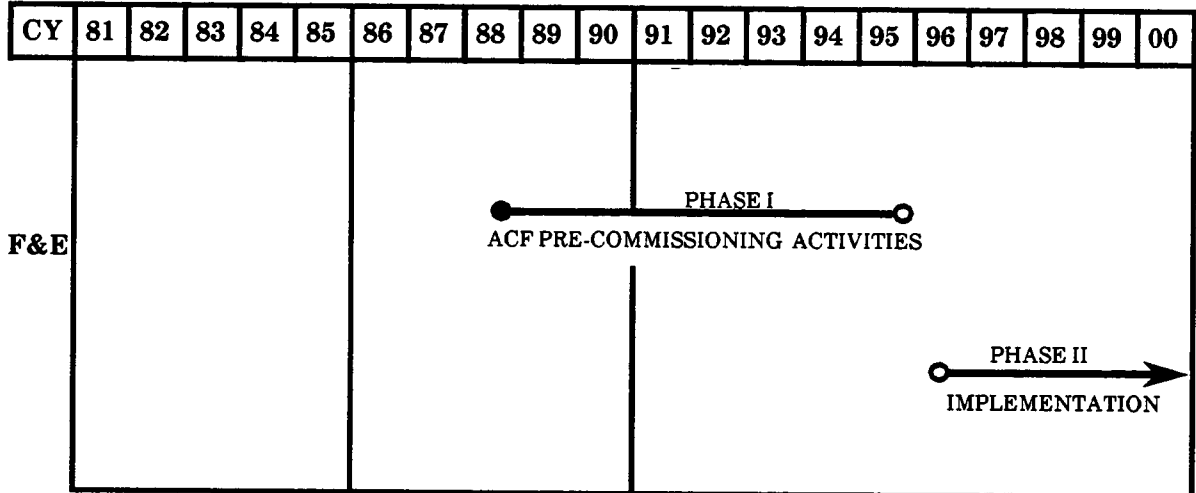 CY 81 82 83 84 85 86 87 88 89 90 91 92 93 94 95 96 97 98 99 00
PHASE I
ACF PRE-COMMISSIONING ACTIVITIES
F&E
PHASE II
IMPLEMENTATION